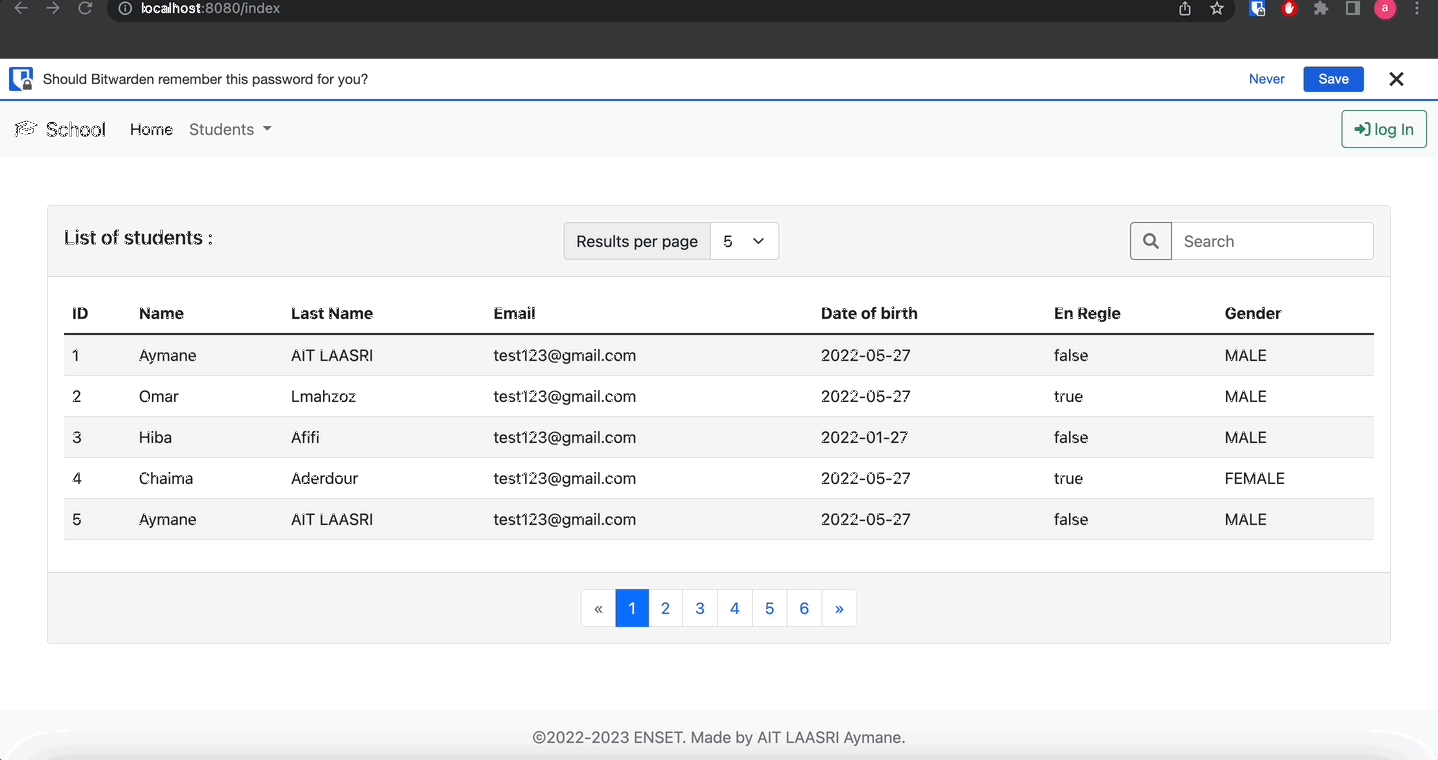 localhost:8080/index
a
Should Bitwarden remember this password for you? Never Save
School Home Students log In
List of students : Results per page 5 Search
ID Name Last Name Email Date of birth En Regle Gender
1 Aymane AIT LAASRI test123@gmail.com 2022-05-27 false MALE
2 Omar Lmahzoz test123@gmail.com 2022-05-27 true MALE
3 Hiba Afifi test123@gmail.com 2022-01-27 false MALE
4 Chaima Aderdour test123@gmail.com 2022-05-27 true FEMALE
5 Aymane AIT LAASRI test123@gmail.com 2022-05-27 false MALE
« 1 2 3 4 5 6 »
©2022-2023 ENSET. Made by AIT LAASRI Aymane.